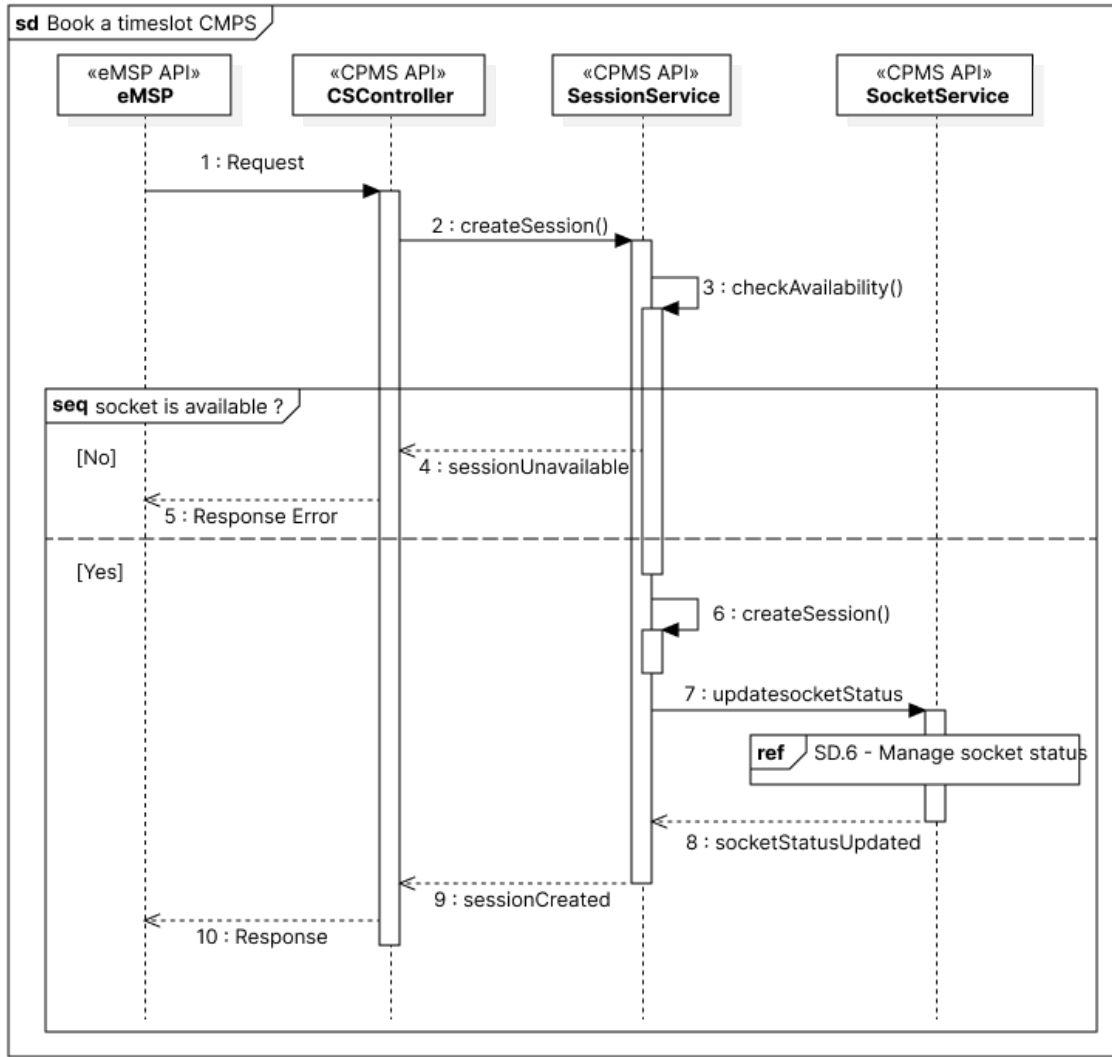 sd Book a timeslot CMPS
«eMSP API»
eMSP
«CPMS API»
CSController
«CPMS API»
SessionService
«CPMS API»
SocketService
1 : Request
2 : createSession()
3 : checkAvailability()
seq socket is available ?
[No]
4 : sessionUnavailable
5 : Response Error
[Yes]
6 : createSession()
7 : updatesocketStatus
ref SD.6 - Manage socket status
8 : socketStatusUpdated
9 : sessionCreated
10 : Response